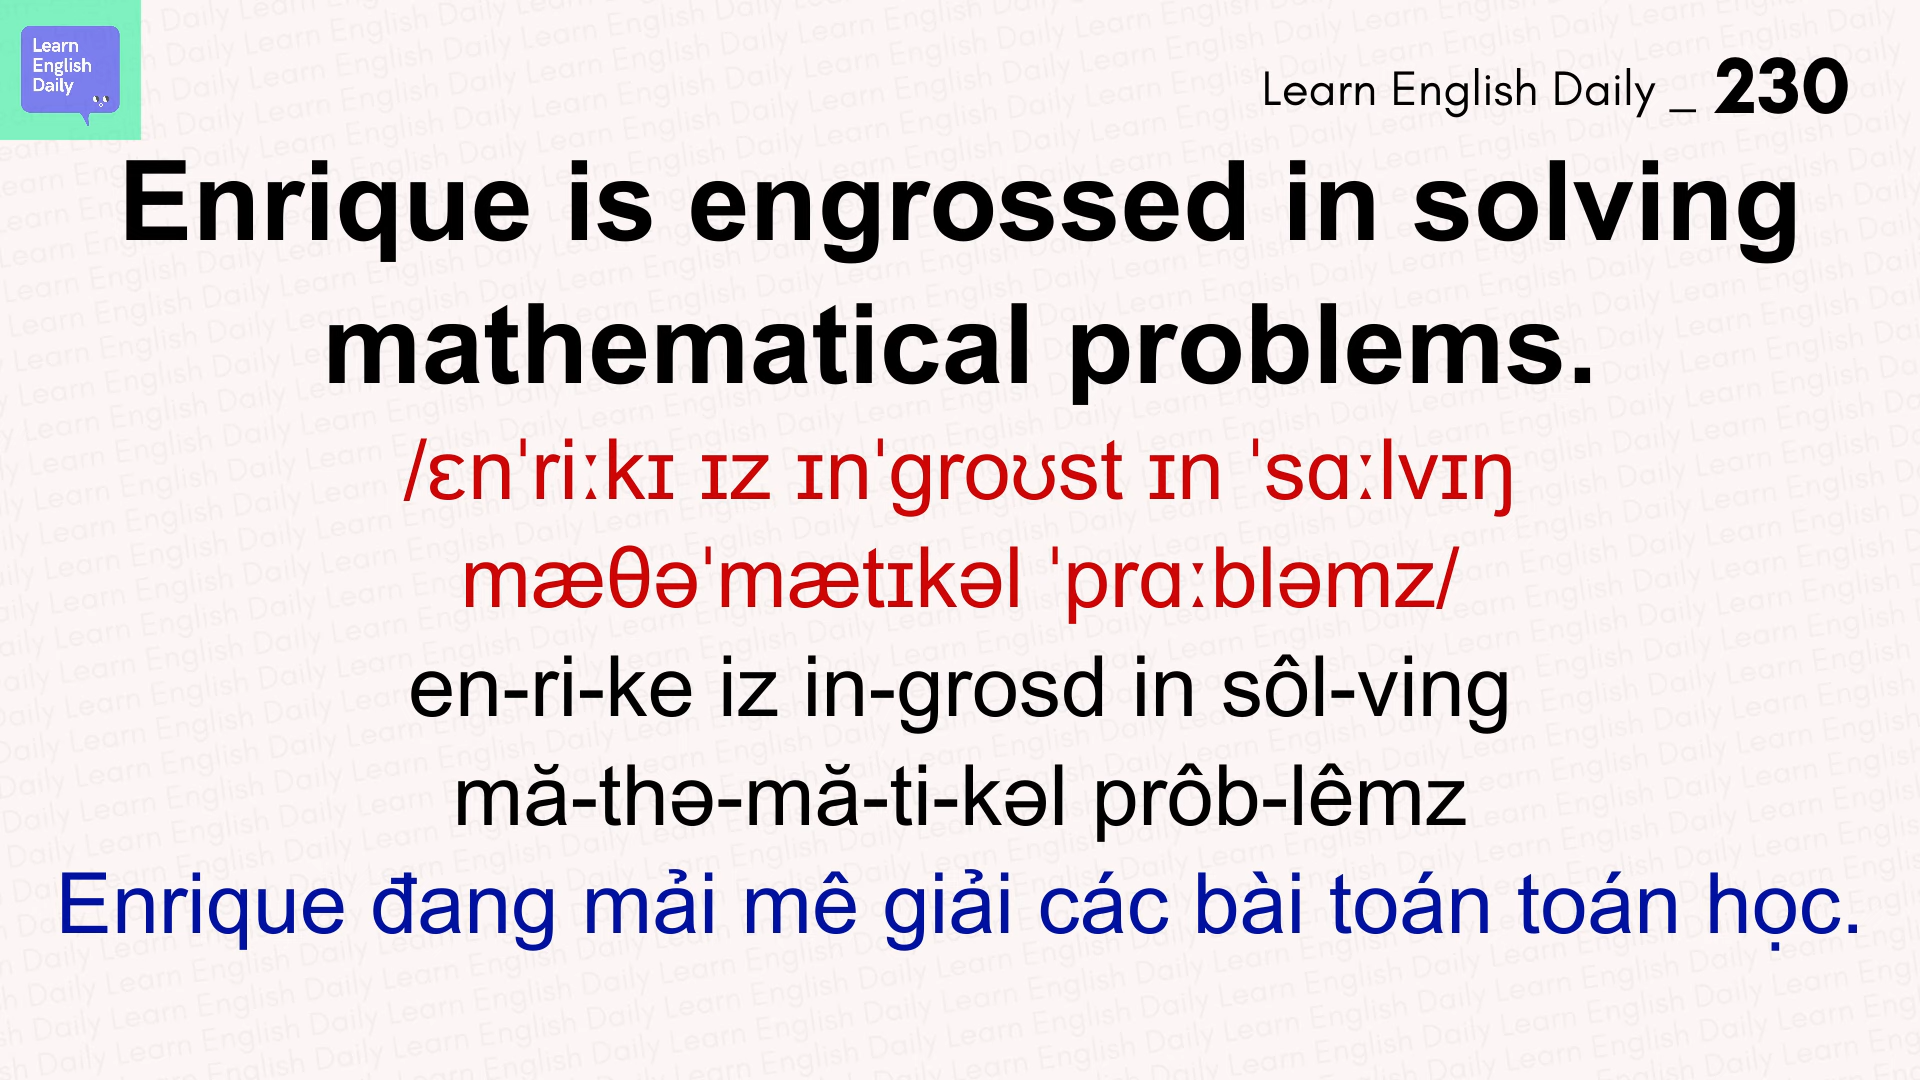 Learn
English
Daily
Learn English Daily _ 230
Enrique is engrossed in solving
mathematical problems.
/ɛnˈriːkɪ ɪz ɪnˈɡroʊst ɪn ˈsɑːlvɪŋ
mæθəˈmætɪkəl ˈprɑːbləmz/
en-ri-ke iz in-grosd in sôl-ving
mă-thə-mă-ti-kəl prôb-lêmz
Enrique đang mải mê giải các bài toán toán học.